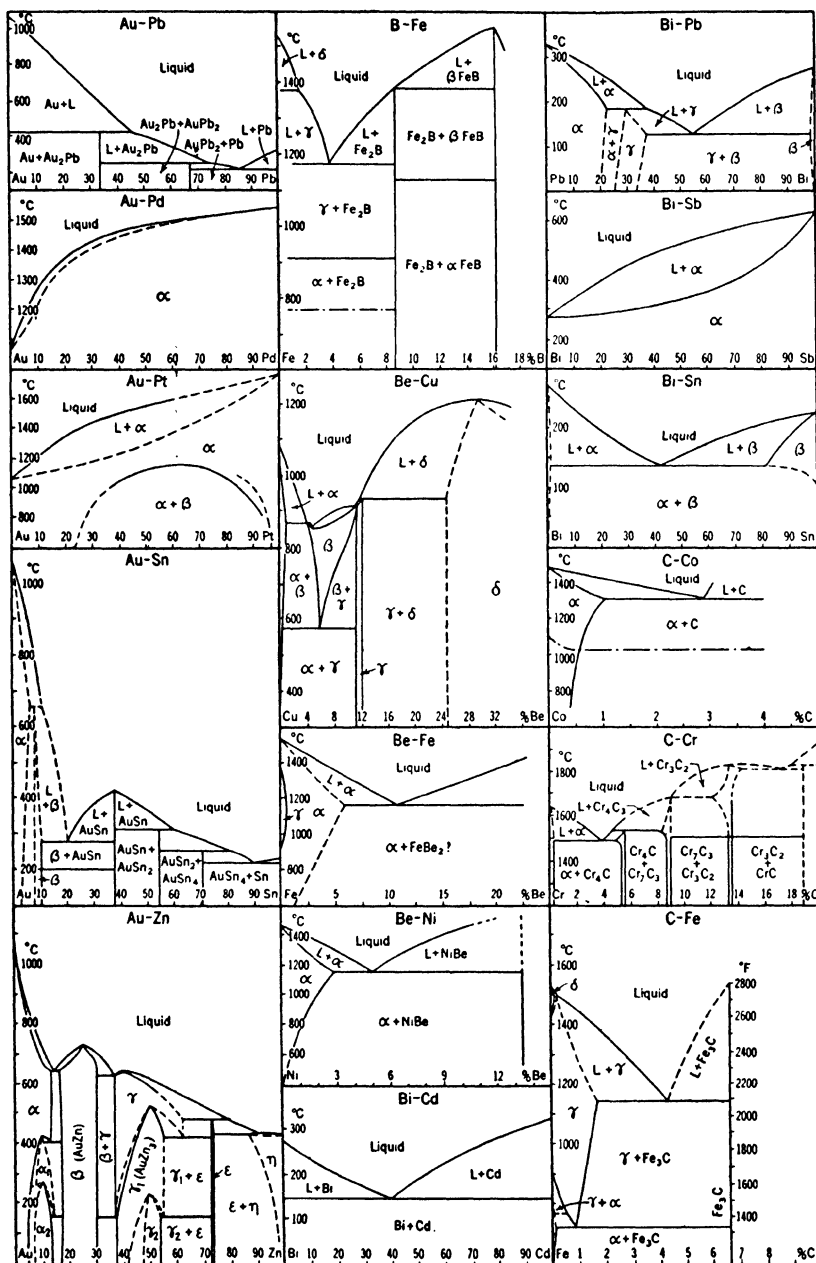 Au-Pb
°C
1000
800
600
400
200
Liquid
Au+L
Au₂Pb+AuPb₂
AuPb₂+Pb
L+Pb
Au+Au₂Pb
L+Au₂Pb
Au 10 20 30 40 50 60 70 80 Pb
Au-Pd
°C
1500
1400
1300
1200
Liquid
α
Au 10 20 30 40 50 60 70 80 90 Pd
Au-Pt
°C
1600
1400
1200
1000
800
Liquid
L+α
α
α+β
Au 10 20 30 40 50 60 70 80 90 Pt
Au-Sn
°C
1000
800
600
400
200
α
L+β
L+AuSn
L+AuSn
Liquid
β+AuSn
β
AuSn+AuSn₂
AuSn₂+AuSn₄
AuSn₄+Sn
Au 10 20 30 40 50 60 70 80 90 Sn
Au-Zn
°C
1000
800
600
400
200
Liquid
α
α₁
α₂
β (AuZn)
β+γ
γ
γ₁(AuZn₃)
γ₁+ε
γ₂
γ₂+ε
ε
ε+η
η
Au 10 20 30 40 50 60 70 80 90 Zn
B-Fe
°C
1400
1200
1000
800
L+δ
Liquid
L+βFeB
L+γ
L+Fe₂B
Fe₂B+βFeB
γ+Fe₂B
Fe₂B+αFeB
α+Fe₂B
Fe 2 4 6 8 10 12 14 16 18 %B
Be-Cu
°C
1200
1000
800
600
400
Liquid
L+δ
L+α
β
α+β
β+γ
γ+δ
δ
α+γ
γ
Cu 4 8 12 16 20 24 28 32 %Be
Be-Fe
°C
1400
1200
1000
800
Liquid
L+α
γ
α
α+FeBe₂?
Fe 5 10 15 20 %Be
Be-Ni
°C
1400
1200
1000
800
600
Liquid
L+NiBe
L+α
α
α+NiBe
Ni 3 6 9 12 %Be
Bi-Cd
°C
300
200
100
Liquid
L+Bi
L+Cd
Bi+Cd
Bi 10 20 30 40 50 60 70 80 90 Cd
Bi-Pb
°C
300
200
100
L+α
Liquid
L+γ
L+β
α
α+γ
γ
γ+β
β
Pb 10 20 30 40 50 60 70 80 90 Bi
Bi-Sb
°C
600
400
200
Liquid
L+α
α
Bi 10 20 30 40 50 60 70 80 90 Sb
Bi-Sn
°C
200
100
L+α
Liquid
L+β
β
α+β
Bi 10 20 30 40 50 60 70 80 90 Sn
C-Co
°C
1400
1200
1000
800
Liquid
L+C
α
α+C
Co 1 2 3 4 %C
C-Cr
°C
1800
1600
1400
L+Cr₃C₂
Liquid
L+Cr₄C₃
L+α
α+Cr₄C
Cr₄C+Cr₇C₃
Cr₇C₃+Cr₃C₂
Cr₃C₂+CrC
Cr 2 4 6 8 10 12 14 16 18 %C
C-Fe
°C
1600
1400
1200
1000
800
°F
2800
2600
2400
2200
2000
1800
1600
1400
δ
Liquid
L+γ
L+Fe₃C
γ
γ+Fe₃C
γ+α
Fe₃C
α+Fe₃C
Fe 1 2 3 4 5 6 7 8 %C